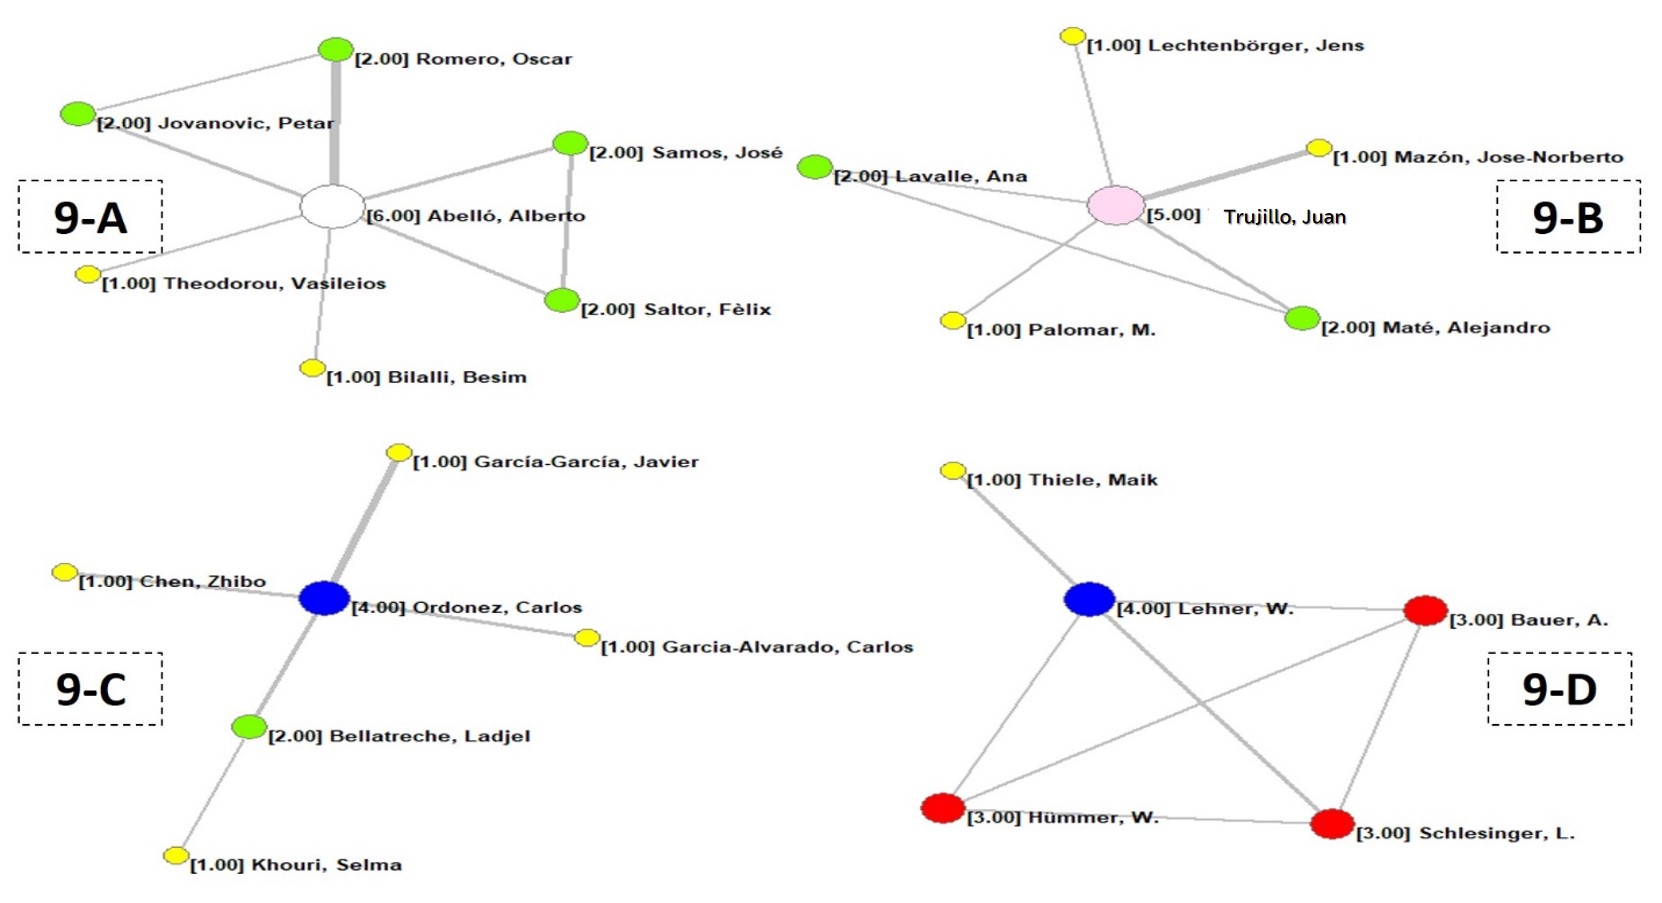 [2.00] Romero, Oscar
[2.00] Jovanovic, Petar
[2.00] Samos, José
9-A
[6.00] Abelló, Alberto
[1.00] Theodorou, Vasileios
[2.00] Saltor, Fèlix
[1.00] Bilalli, Besim
[1.00] Lechtenbörger, Jens
[1.00] Mazón, Jose-Norberto
[2.00] Lavalle, Ana
[5.00] Trujillo, Juan
9-B
[1.00] Palomar, M.
[2.00] Maté, Alejandro
[1.00] García-García, Javier
[1.00] Chen, Zhibo
[4.00] Ordonez, Carlos
[1.00] Garcia-Alvarado, Carlos
9-C
[2.00] Bellatreche, Ladjel
[1.00] Khouri, Selma
[1.00] Thiele, Maik
[4.00] Lehner, W.
[3.00] Bauer, A.
9-D
[3.00] Hümmer, W.
[3.00] Schlesinger, L.